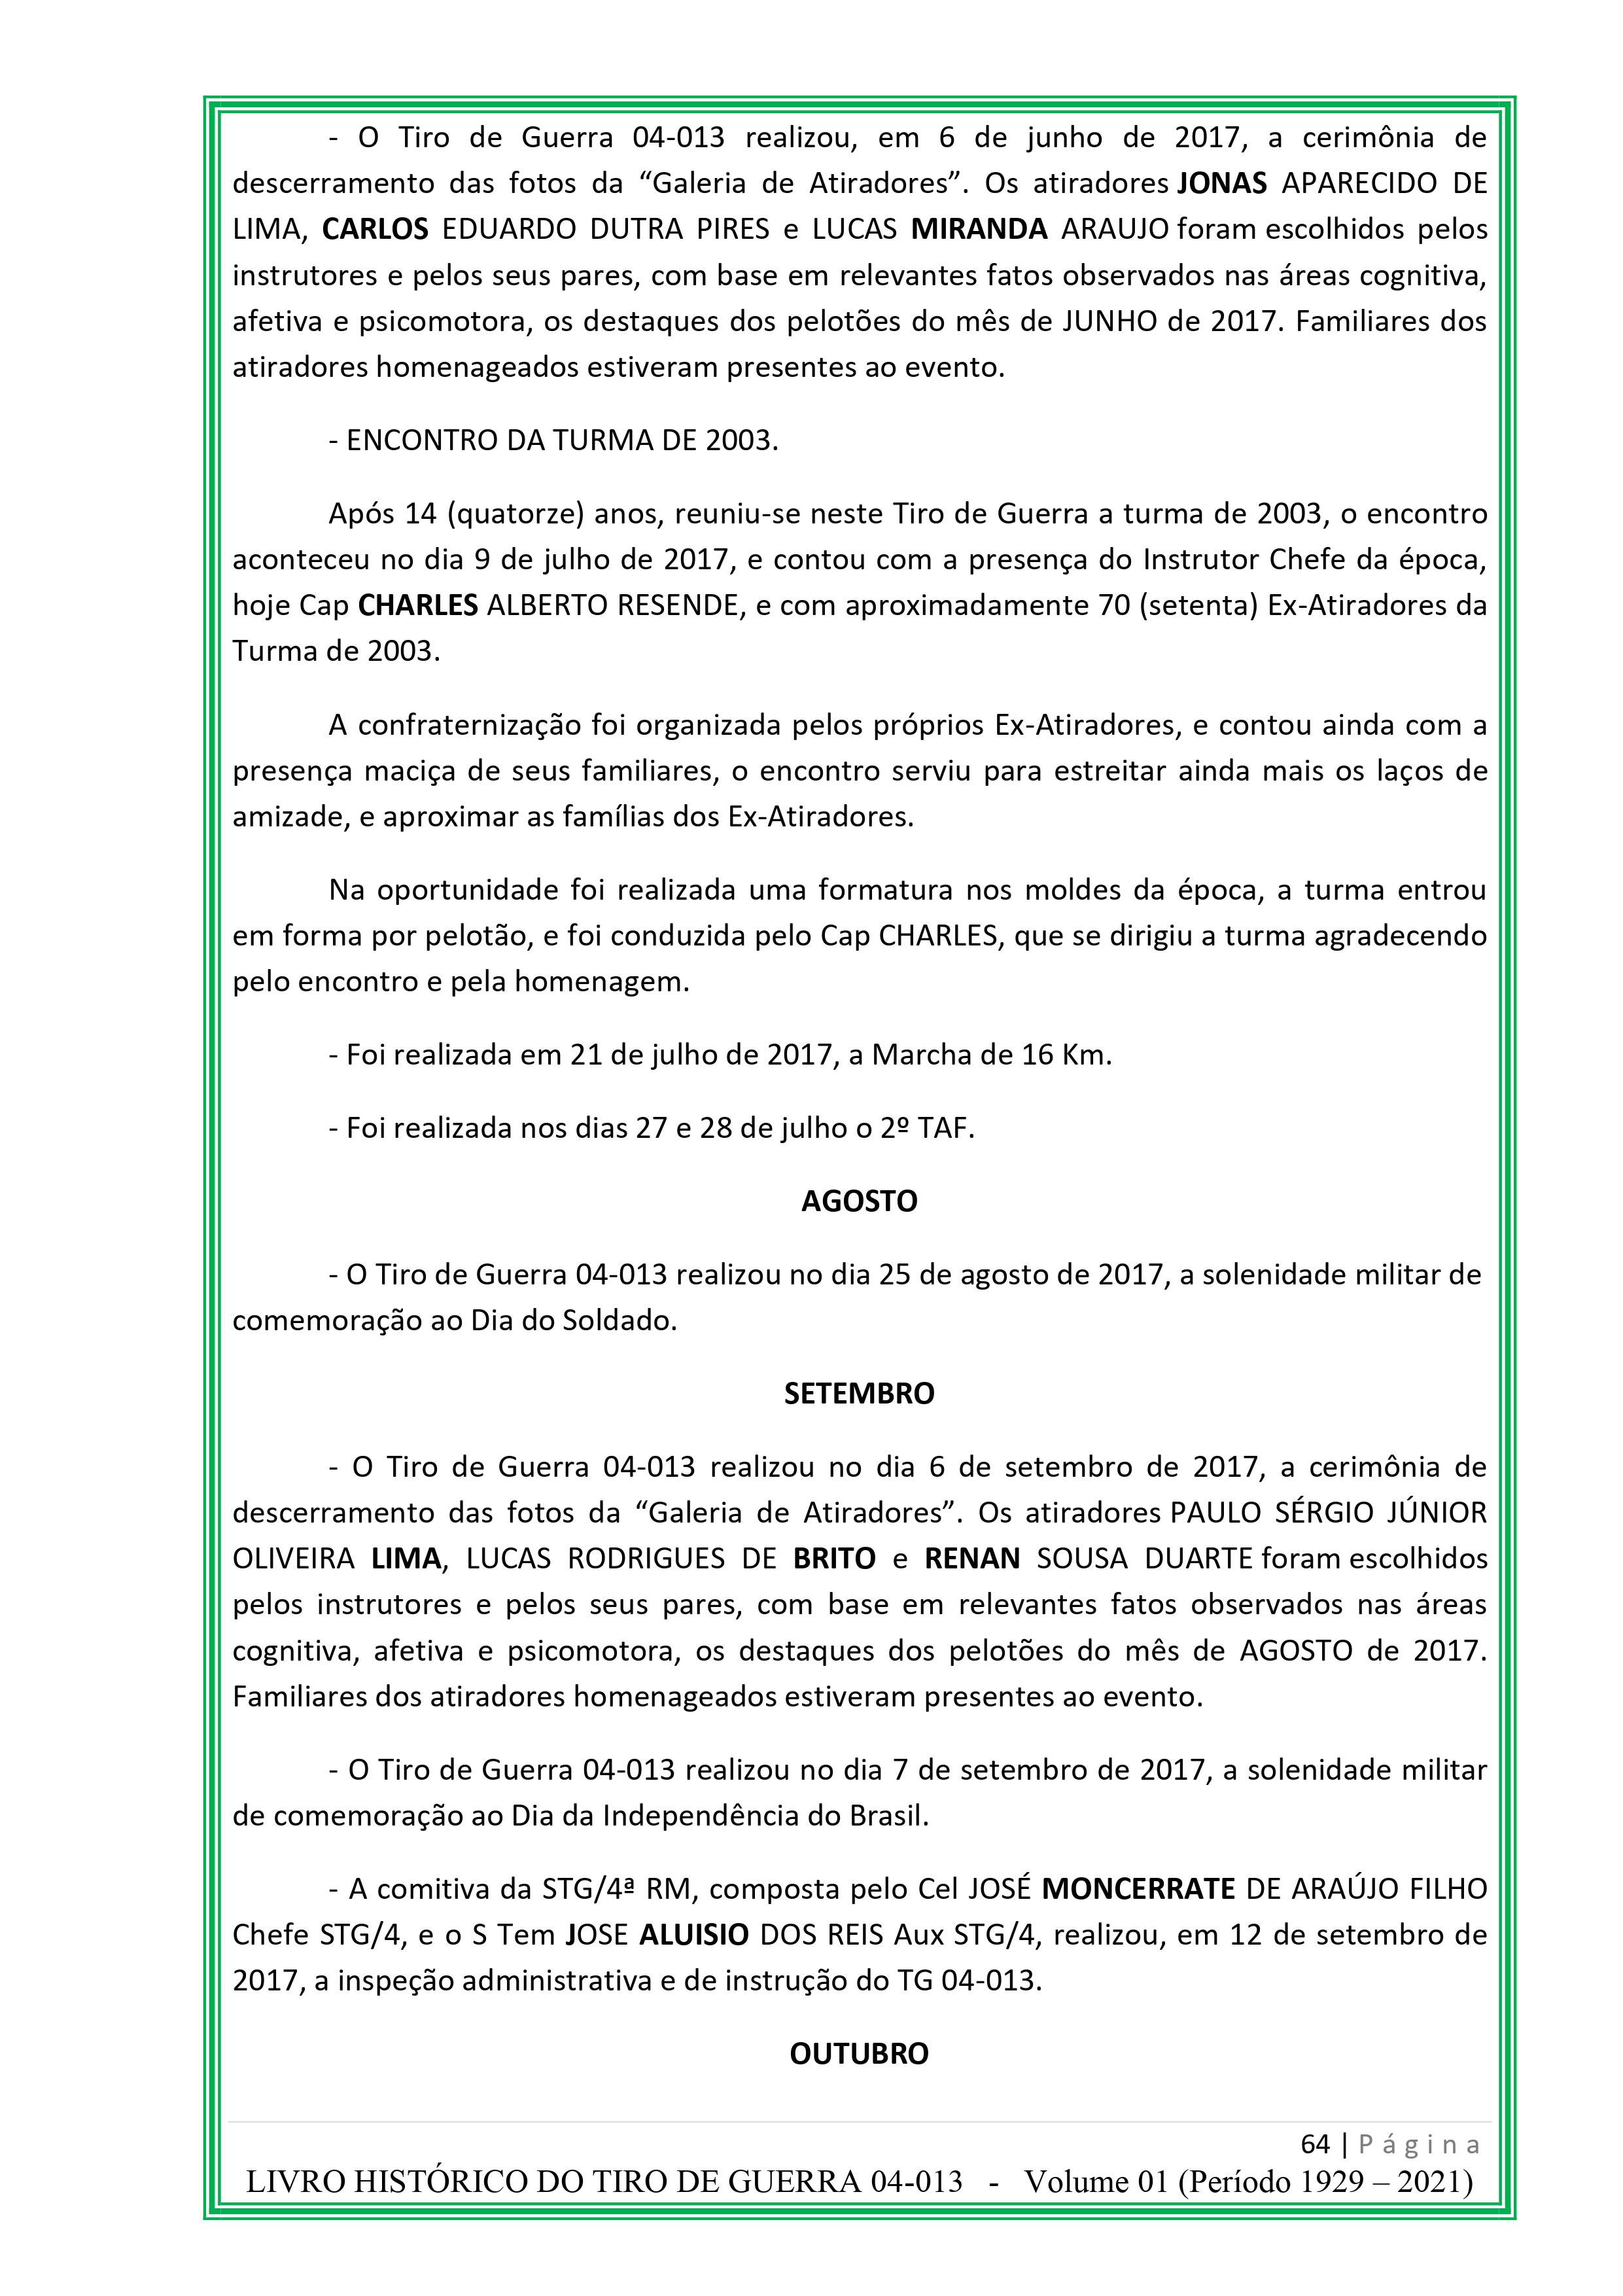 - O Tiro de Guerra 04-013 realizou, em 6 de junho de 2017, a cerimônia de
descerramento das fotos da “Galeria de Atiradores”. Os atiradores JONAS APARECIDO DE
LIMA, CARLOS EDUARDO DUTRA PIRES e LUCAS MIRANDA ARAUJO foram escolhidos pelos
instrutores e pelos seus pares, com base em relevantes fatos observados nas áreas cognitiva,
afetiva e psicomotora, os destaques dos pelotões do mês de JUNHO de 2017. Familiares dos
atiradores homenageados estiveram presentes ao evento.
- ENCONTRO DA TURMA DE 2003.
Após 14 (quatorze) anos, reuniu-se neste Tiro de Guerra a turma de 2003, o encontro
aconteceu no dia 9 de julho de 2017, e contou com a presença do Instrutor Chefe da época,
hoje Cap CHARLES ALBERTO RESENDE, e com aproximadamente 70 (setenta) Ex-Atiradores da
Turma de 2003.
A confraternização foi organizada pelos próprios Ex-Atiradores, e contou ainda com a
presença maciça de seus familiares, o encontro serviu para estreitar ainda mais os laços de
amizade, e aproximar as famílias dos Ex-Atiradores.
Na oportunidade foi realizada uma formatura nos moldes da época, a turma entrou
em forma por pelotão, e foi conduzida pelo Cap CHARLES, que se dirigiu a turma agradecendo
pelo encontro e pela homenagem.
- Foi realizada em 21 de julho de 2017, a Marcha de 16 Km.
- Foi realizada nos dias 27 e 28 de julho o 2º TAF.
AGOSTO
- O Tiro de Guerra 04-013 realizou no dia 25 de agosto de 2017, a solenidade militar de
comemoração ao Dia do Soldado.
SETEMBRO
- O Tiro de Guerra 04-013 realizou no dia 6 de setembro de 2017, a cerimônia de
descerramento das fotos da “Galeria de Atiradores”. Os atiradores PAULO SÉRGIO JÚNIOR
OLIVEIRA LIMA, LUCAS RODRIGUES DE BRITO e RENAN SOUSA DUARTE foram escolhidos
pelos instrutores e pelos seus pares, com base em relevantes fatos observados nas áreas
cognitiva, afetiva e psicomotora, os destaques dos pelotões do mês de AGOSTO de 2017.
Familiares dos atiradores homenageados estiveram presentes ao evento.
- O Tiro de Guerra 04-013 realizou no dia 7 de setembro de 2017, a solenidade militar
de comemoração ao Dia da Independência do Brasil.
- A comitiva da STG/4ª RM, composta pelo Cel JOSÉ MONCERRATE DE ARAÚJO FILHO
Chefe STG/4, e o S Tem JOSE ALUISIO DOS REIS Aux STG/4, realizou, em 12 de setembro de
2017, a inspeção administrativa e de instrução do TG 04-013.
OUTUBRO
64 | Página
LIVRO HISTÓRICO DO TIRO DE GUERRA 04-013 - Volume 01 (Período 1929 – 2021)